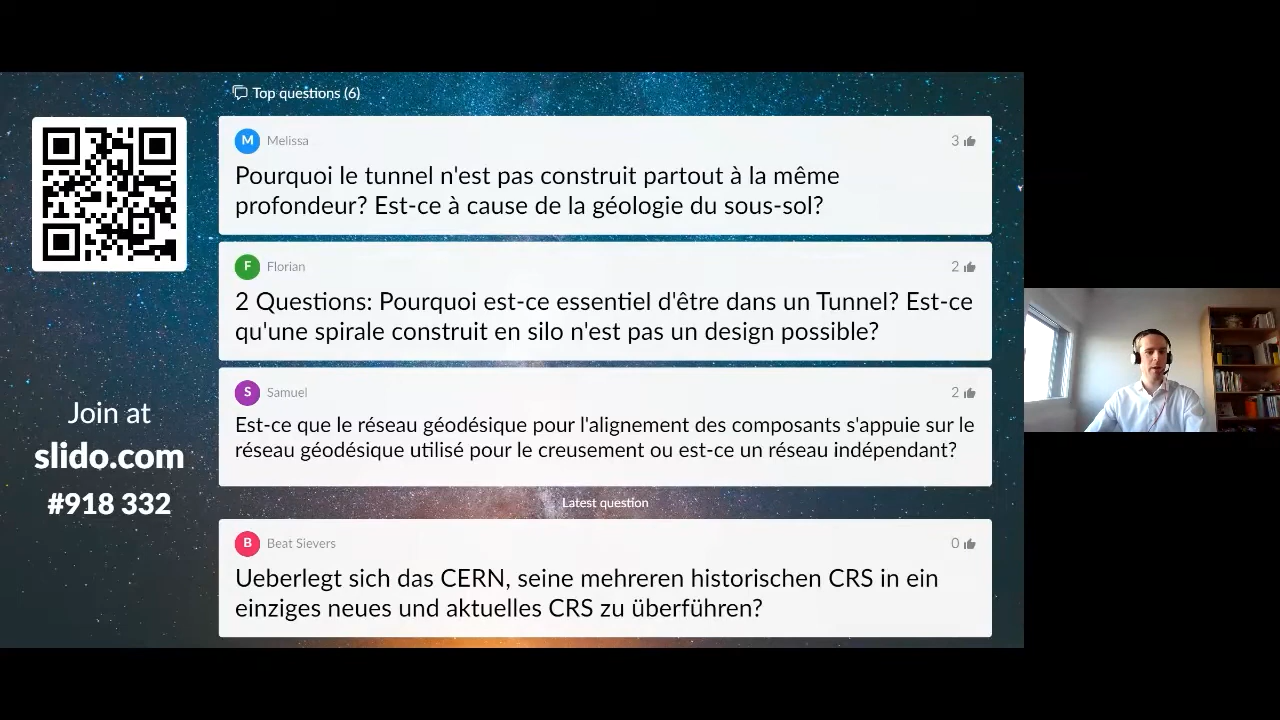 Top questions (6)
M Melissa 3
Pourquoi le tunnel n'est pas construit partout à la même
profondeur? Est-ce à cause de la géologie du sous-sol?
F Florian 2
2 Questions: Pourquoi est-ce essentiel d'être dans un Tunnel? Est-ce
qu'une spirale construit en silo n'est pas un design possible?
S Samuel 2
Est-ce que le réseau géodésique pour l'alignement des composants s'appuie sur le
réseau géodésique utilisé pour le creusement ou est-ce un réseau indépendant?
Latest question
B Beat Sievers 0
Ueberlegt sich das CERN, seine mehreren historischen CRS in ein
einziges neues und aktuelles CRS zu überführen?
Join at
slido.com
#918 332